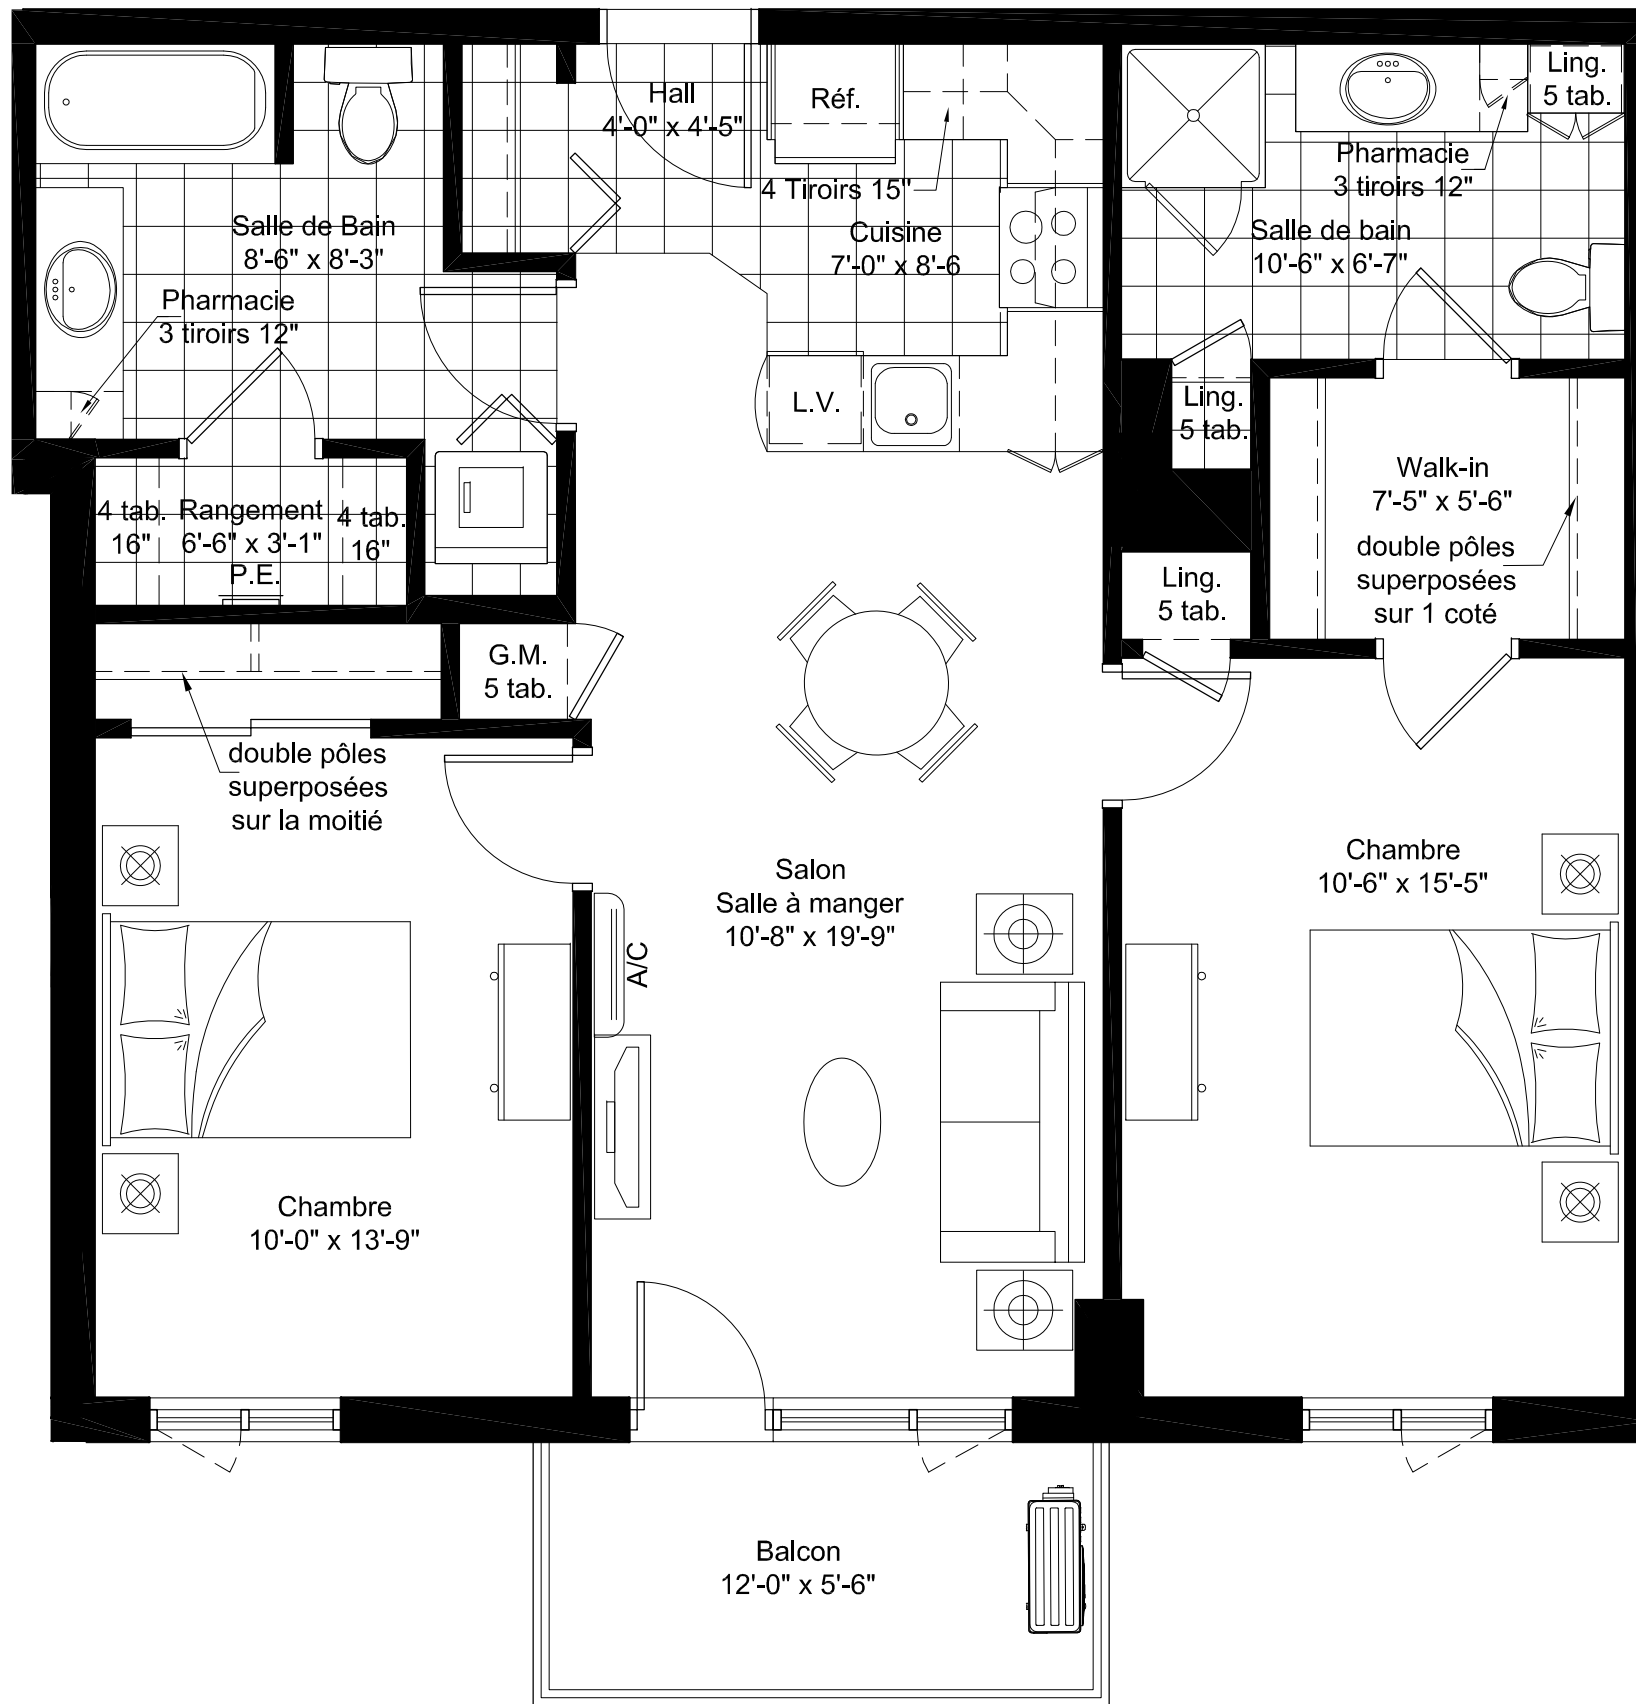 Hall
4'-0" x 4'-5"
Réf.
4 Tiroirs 15"
Cuisine
7'-0" x 8'-6
L.V.
Ling.
5 tab.
Pharmacie
3 tiroirs 12"
Salle de bain
10'-6" x 6'-7"
Salle de Bain
8'-6" x 8'-3"
Pharmacie
3 tiroirs 12"
Ling.
5 tab.
Walk-in
7'-5" x 5'-6"
double pôles
superposées
sur 1 coté
4 tab.
16"
Rangement
6'-6" x 3'-1"
P.E.
4 tab.
16"
Ling.
5 tab.
G.M.
5 tab.
double pôles
superposées
sur la moitié
Salon
Salle à manger
10'-8" x 19'-9"
A/C
Chambre
10'-6" x 15'-5"
Chambre
10'-0" x 13'-9"
Balcon
12'-0" x 5'-6"